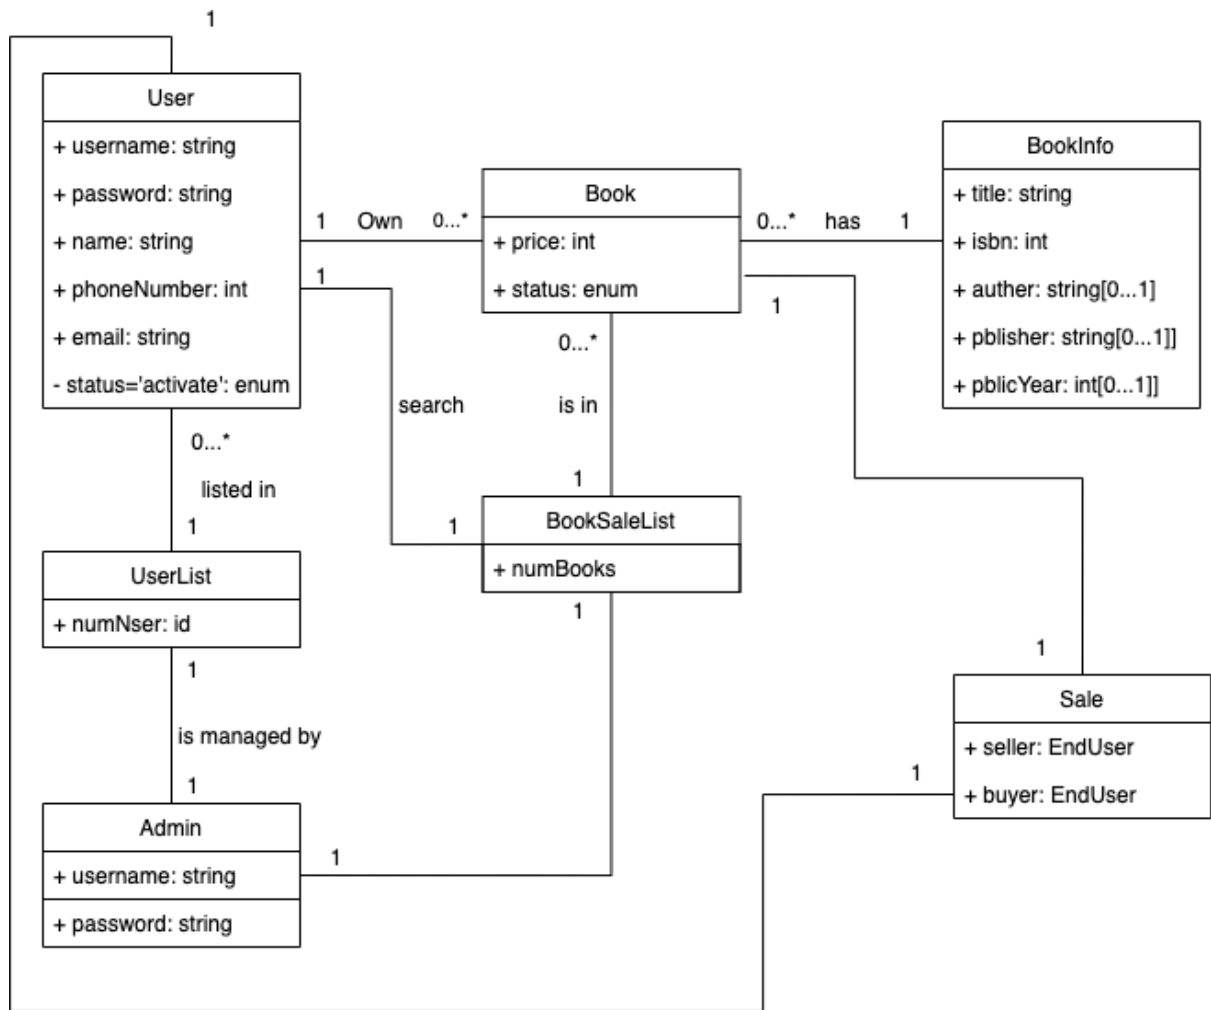 1
User
+ username: string
+ password: string
+ name: string
+ phoneNumber: int
+ email: string
- status='activate': enum
1 Own 0...*
Book
+ price: int
+ status: enum
0...* has 1
BookInfo
+ title: string
+ isbn: int
+ auther: string[0...1]
+ pblisher: string[0...1]]
+ pblicYear: int[0...1]]
1
1
0...*
search
is in
0...*
listed in
1
1
1
BookSaleList
+ numBooks
UserList
+ numNser: id
1
1
is managed by
1
1
Sale
+ seller: EndUser
+ buyer: EndUser
1
Admin
+ username: string
+ password: string
1